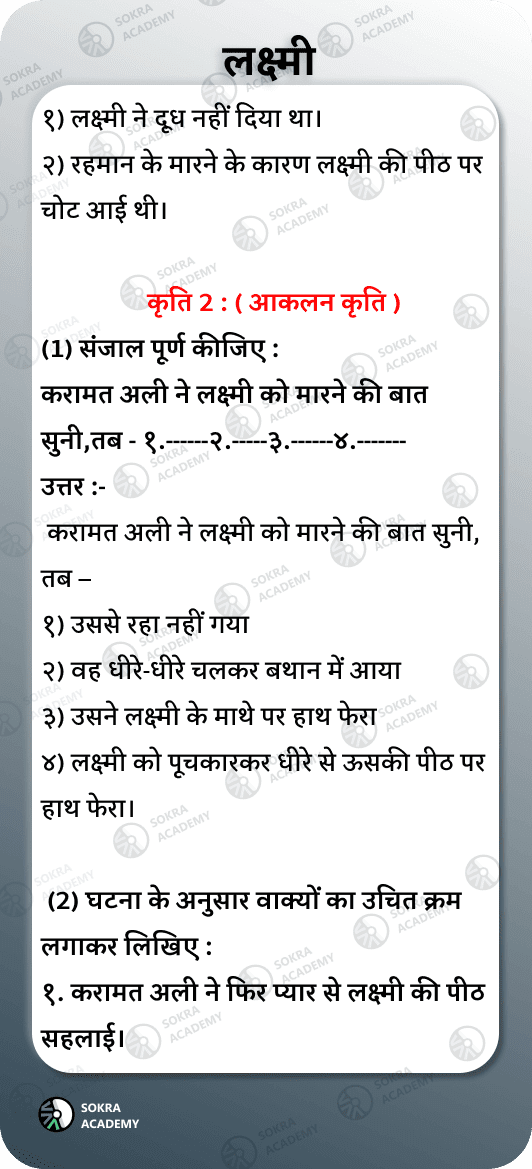 लक्ष्मी
१) लक्ष्मी ने दूध नहीं दिया था।
२) रहमान के मारने के कारण लक्ष्मी की पीठ पर
चोट आई थी।
कृति 2 : ( आकलन कृति )
(1) संजाल पूर्ण कीजिए :
करामत अली ने लक्ष्मी को मारने की बात
सुनी,तब - १.------२.-----३.------४.-------
उत्तर :-
करामत अली ने लक्ष्मी को मारने की बात सुनी,
तब –
१) उससे रहा नहीं गया
२) वह धीरे-धीरे चलकर बथान में आया
३) उसने लक्ष्मी के माथे पर हाथ फेरा
४) लक्ष्मी को पूचकारकर धीरे से ऊसकी पीठ पर
हाथ फेरा।
(2) घटना के अनुसार वाक्यों का उचित क्रम
लगाकर लिखिए :
१. करामत अली ने फिर प्यार से लक्ष्मी की पीठ
सहलाई।
SOKRA
ACADEMY